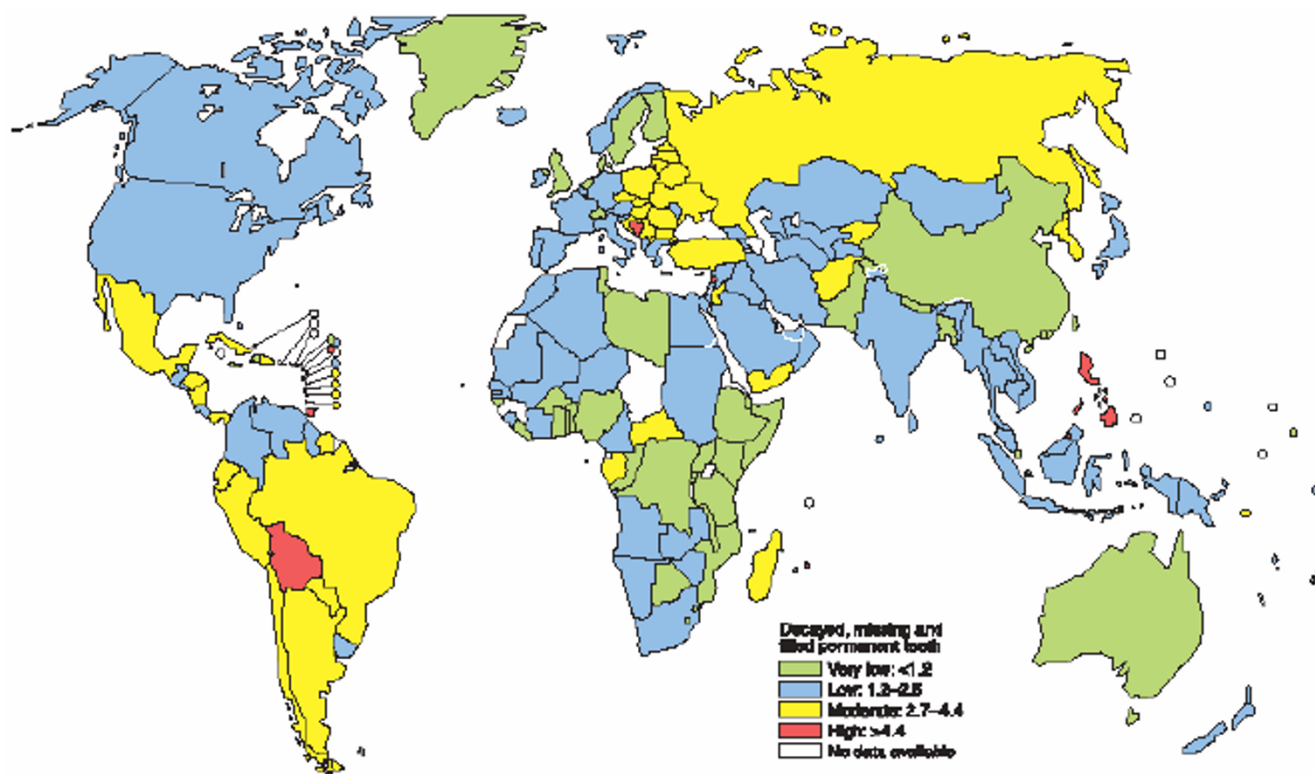 Decayed, missing and
filled permanent teeth
Very low: <1.2
Low: 1.2–2.6
Moderate: 2.7–4.4
High: >4.4
No data available